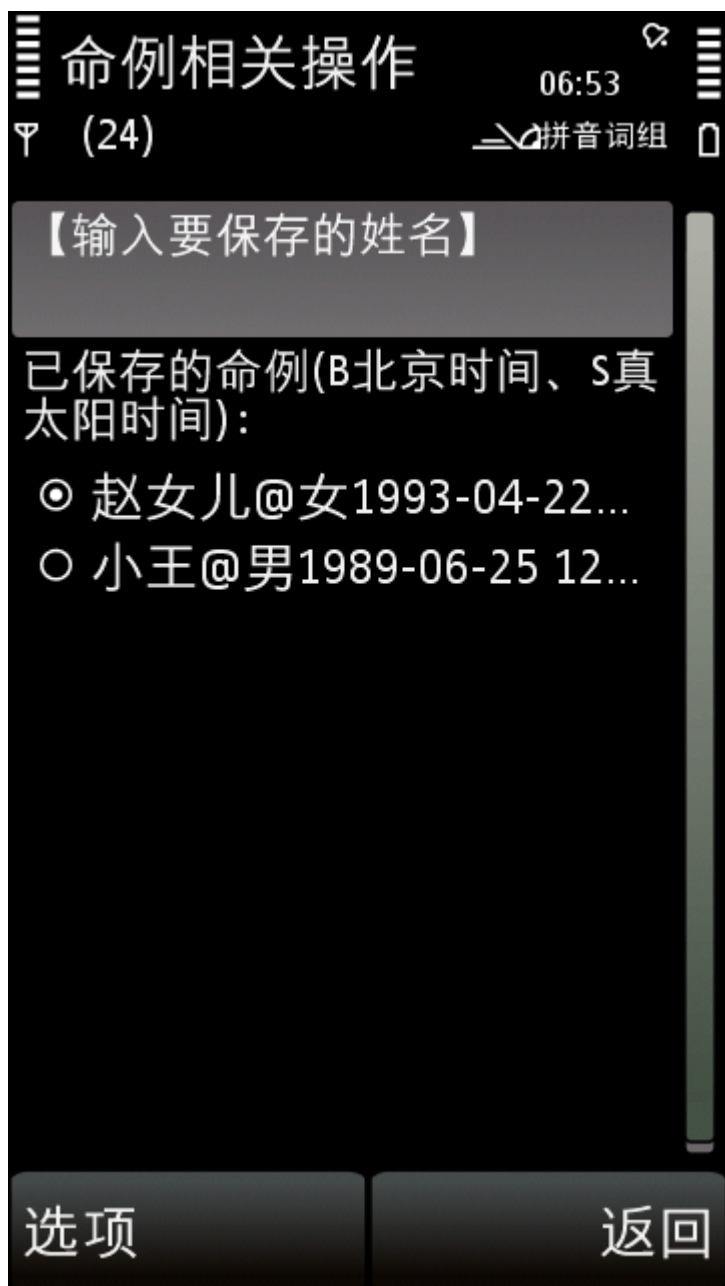 命例相关操作
06:53
(24)
拼音词组
【输入要保存的姓名】
已保存的命例(B北京时间、S真
太阳时间):
赵女儿@女1993-04-22...
小王@男1989-06-25 12...
选项
返回